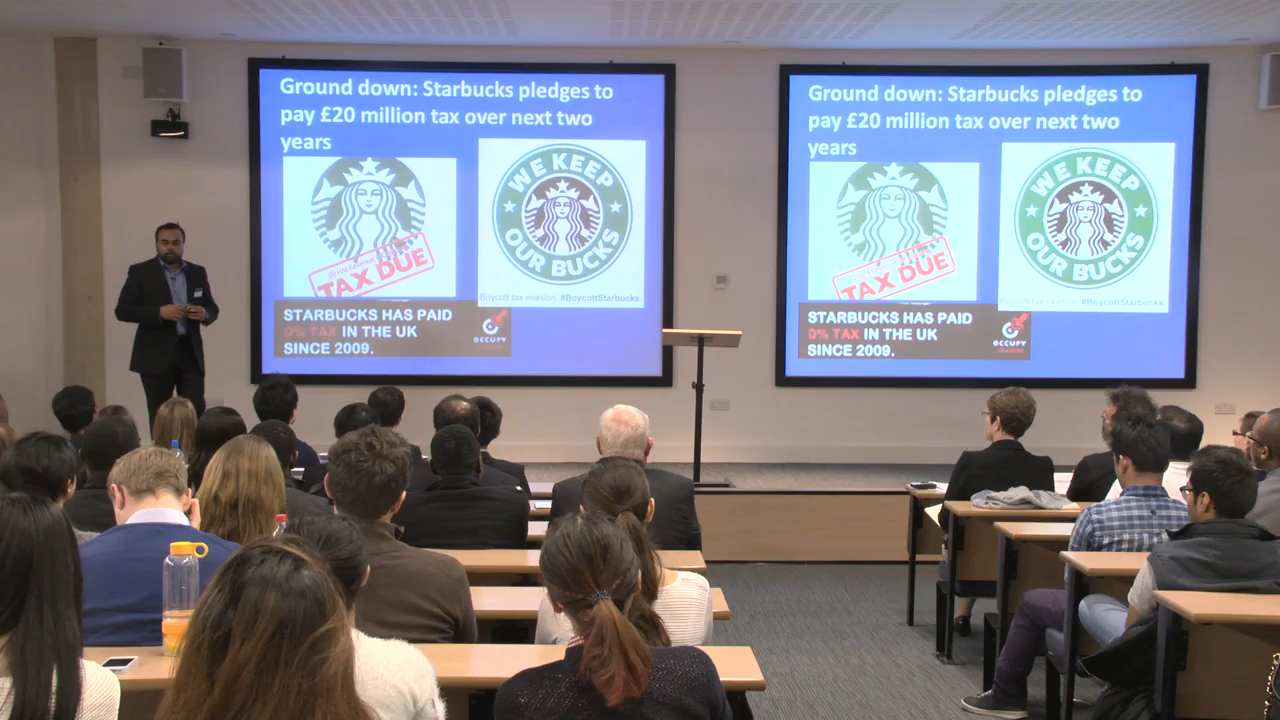 Ground down: Starbucks pledges to
pay £20 million tax over next two
years
TAX DUE
WE KEEP
OUR BUCKS
Boycott tax evasion. #BoycottStarbucks
STARBUCKS HAS PAID
0% TAX IN THE UK
SINCE 2009.
OCCUPY
Ground down: Starbucks pledges to
pay £20 million tax over next two
years
TAX DUE
WE KEEP
OUR BUCKS
Boycott tax evasion. #BoycottStarbucks
STARBUCKS HAS PAID
0% TAX IN THE UK
SINCE 2009.
OCCUPY